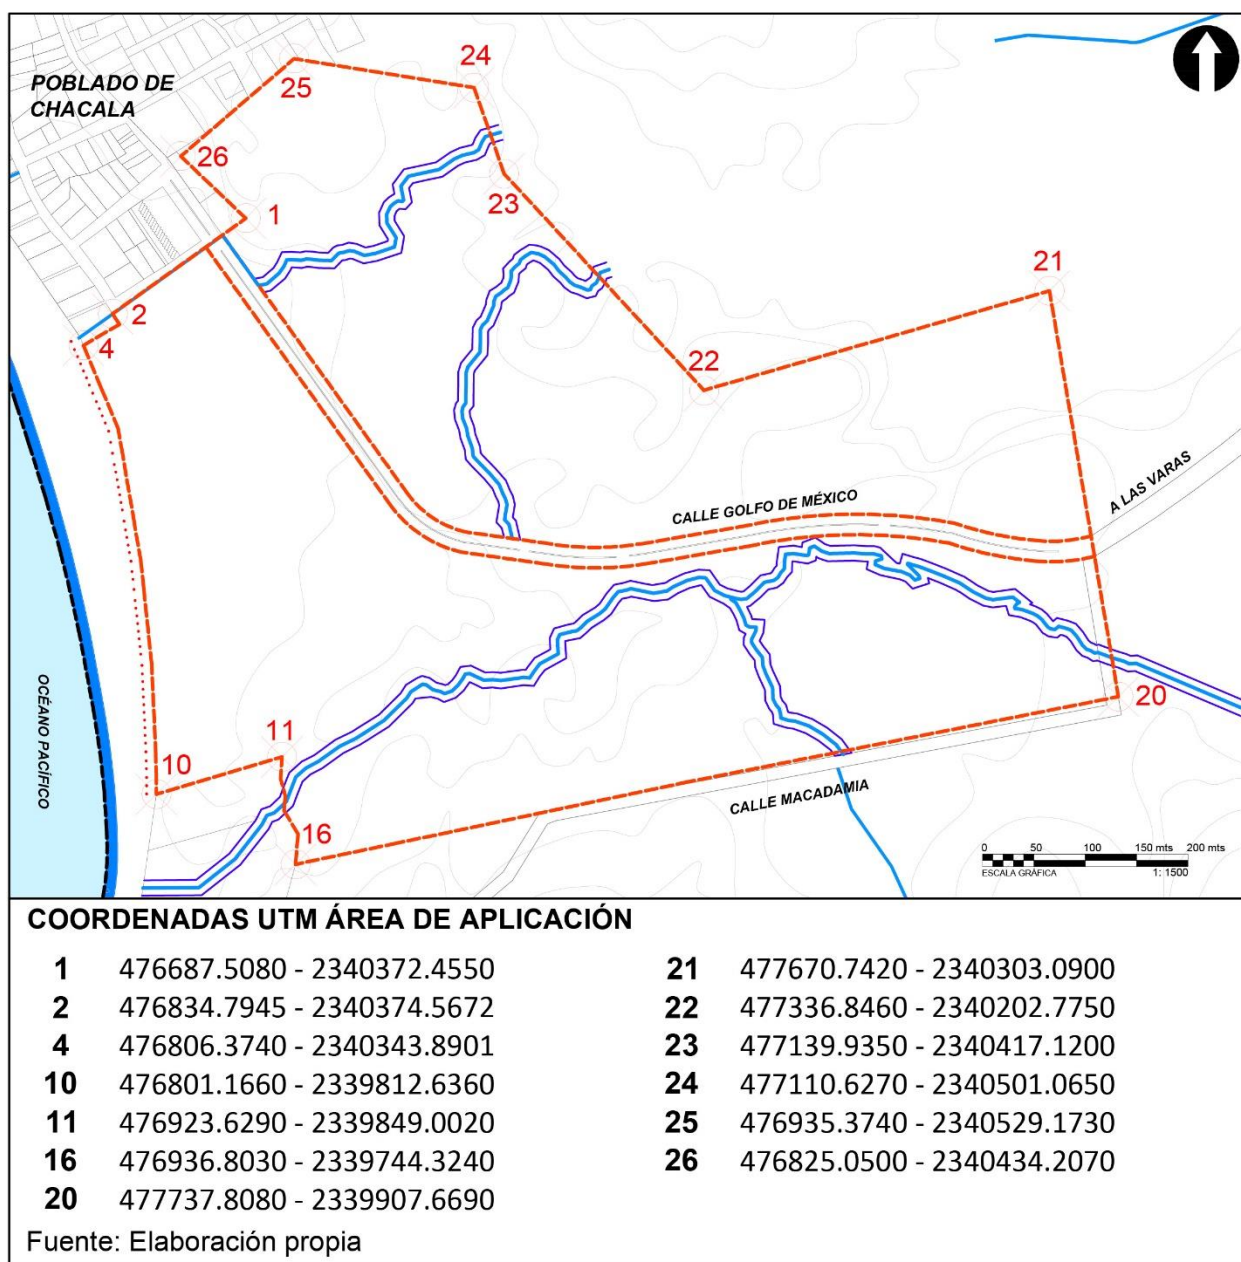 POBLADO DE
CHACALA
24
25
26
1
23
2
4
21
22
A LAS VARAS
CALLE GOLFO DE MÉXICO
OCÉANO PACÍFICO
11
10
20
16
CALLE MACADAMIA
0 50 100 150 mts 200 mts
ESCALA GRÁFICA 1: 1500
COORDENADAS UTM ÁREA DE APLICACIÓN
1 476687.5080 - 2340372.4550
2 476834.7945 - 2340374.5672
4 476806.3740 - 2340343.8901
10 476801.1660 - 2339812.6360
11 476923.6290 - 2339849.0020
16 476936.8030 - 2339744.3240
20 477737.8080 - 2339907.6690
21 477670.7420 - 2340303.0900
22 477336.8460 - 2340202.7750
23 477139.9350 - 2340417.1200
24 477110.6270 - 2340501.0650
25 476935.3740 - 2340529.1730
26 476825.0500 - 2340434.2070
Fuente: Elaboración propia